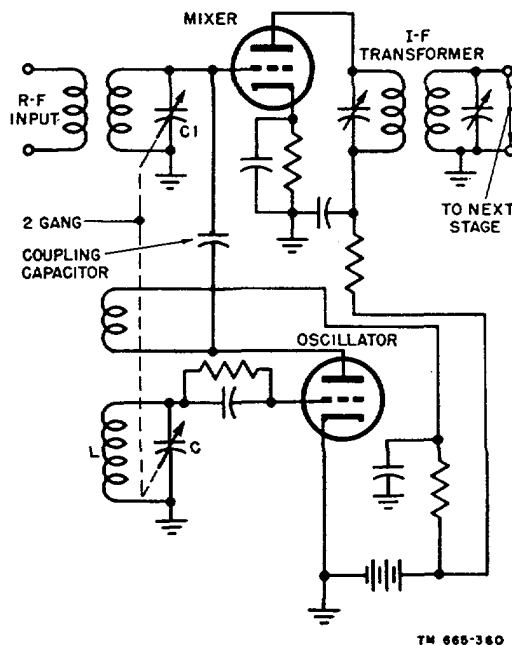 MIXER
I-F
TRANSFORMER
R-F
INPUT
C1
2 GANG
COUPLING
CAPACITOR
TO NEXT
STAGE
OSCILLATOR
L
C
TM 665-360